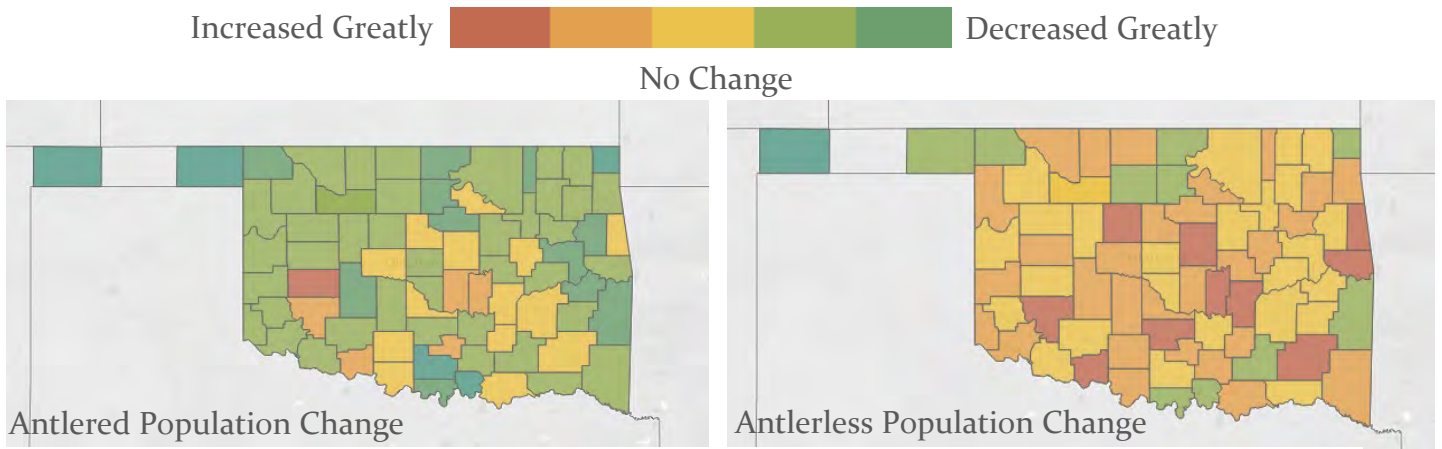 Increased Greatly
Decreased Greatly
No Change
Antlered Population Change
Antlerless Population Change